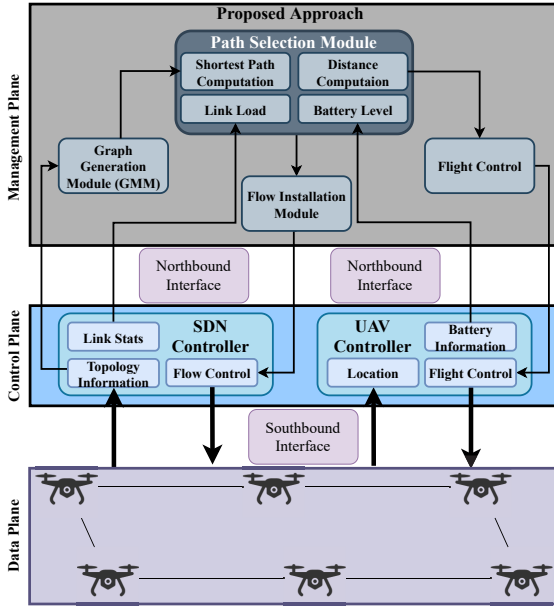 Proposed Approach
Management Plane
Path Selection Module
Shortest Path
Computation
Distance
Computaion
Link Load
Battery Level
Graph
Generation
Module (GMM)
Flow Installation
Module
Flight Control
Northbound
Interface
Northbound
Interface
Control Plane
SDN
Controller
Link Stats
Topology
Information
Flow Control
UAV
Controller
Battery
Information
Location
Flight Control
Southbound
Interface
Data Plane